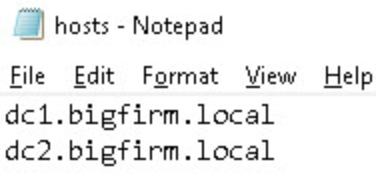 hosts - Notepad
File Edit Format View Help
dc1.bigfirm.local
dc2.bigfirm.local